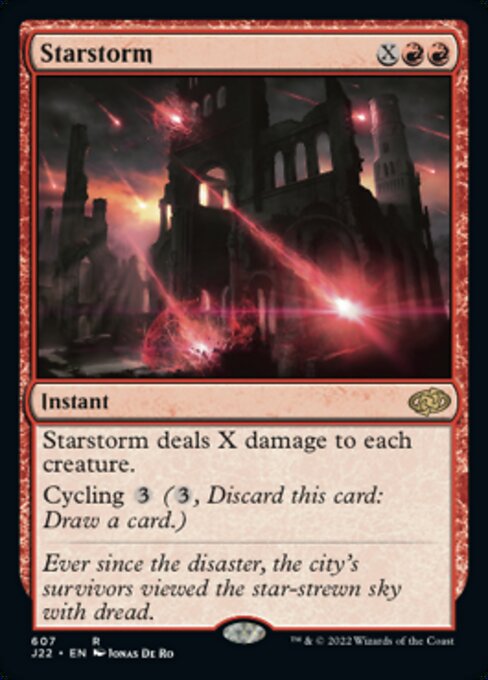 Starstorm X
Instant
Starstorm deals X damage to each
creature.
Cycling 3 (3, Discard this card:
Draw a card.)
Ever since the disaster, the city's
survivors viewed the star-strewn sky
with dread.
607 R
J22 • EN Jonas De Ro
™ & © 2022 Wizards of the Coast